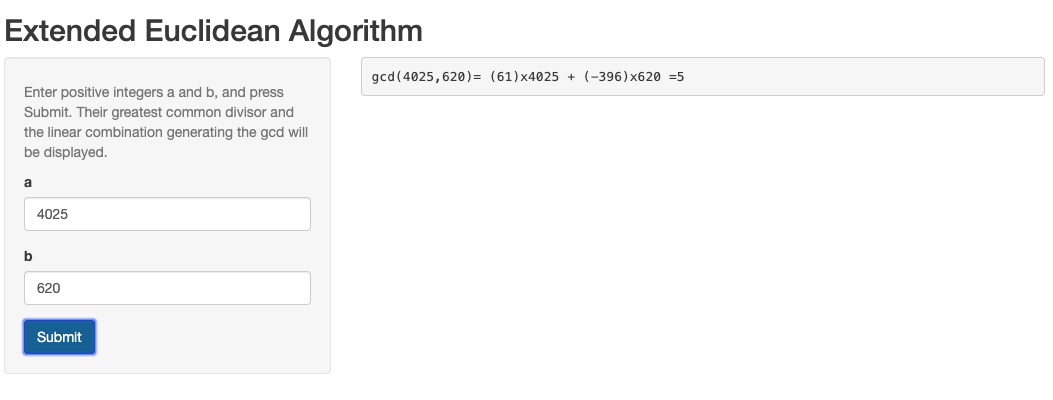 Extended Euclidean Algorithm
Enter positive integers a and b, and press
Submit. Their greatest common divisor and
the linear combination generating the gcd will
be displayed.
a
4025
b
620
Submit
gcd(4025,620)= (61)x4025 + (-396)x620 =5